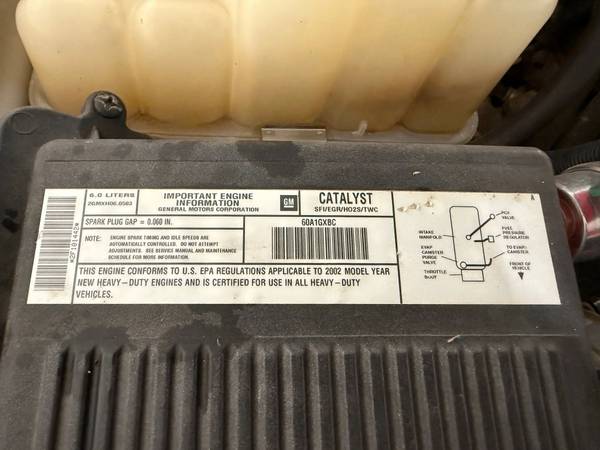 6.0 LITERS
2GMXH06.0583
IMPORTANT ENGINE
INFORMATION
GENERAL MOTORS CORPORATION
GM
CATALYST
SFI/EGR/HO2S/TWC
SPARK PLUG GAP = 0.060 IN.
60A1GXBC
NOTE: ENGINE SPARK TIMING AND IDLE SPEEDS ARE
AUTOMATICALLY CONTROLLED. DO NOT ATTEMPT
ADJUSTMENTS. SEE SERVICE MANUAL AND MAINTENANCE
SCHEDULE FOR MORE INFORMATION.
THIS ENGINE CONFORMS TO U.S. EPA REGULATIONS APPLICABLE TO 2002 MODEL YEAR
NEW HEAVY-DUTY ENGINES AND IS CERTIFIED FOR USE IN ALL HEAVY-DUTY
VEHICLES.
A
PCV
VALVE
INTAKE
MANIFOLD
FUEL
PRESSURE
REGULATOR
EVAP
CANISTER
PURGE
VALVE
TO EVAP.
CANISTER
THROTTLE
BODY
FRONT OF
VEHICLE